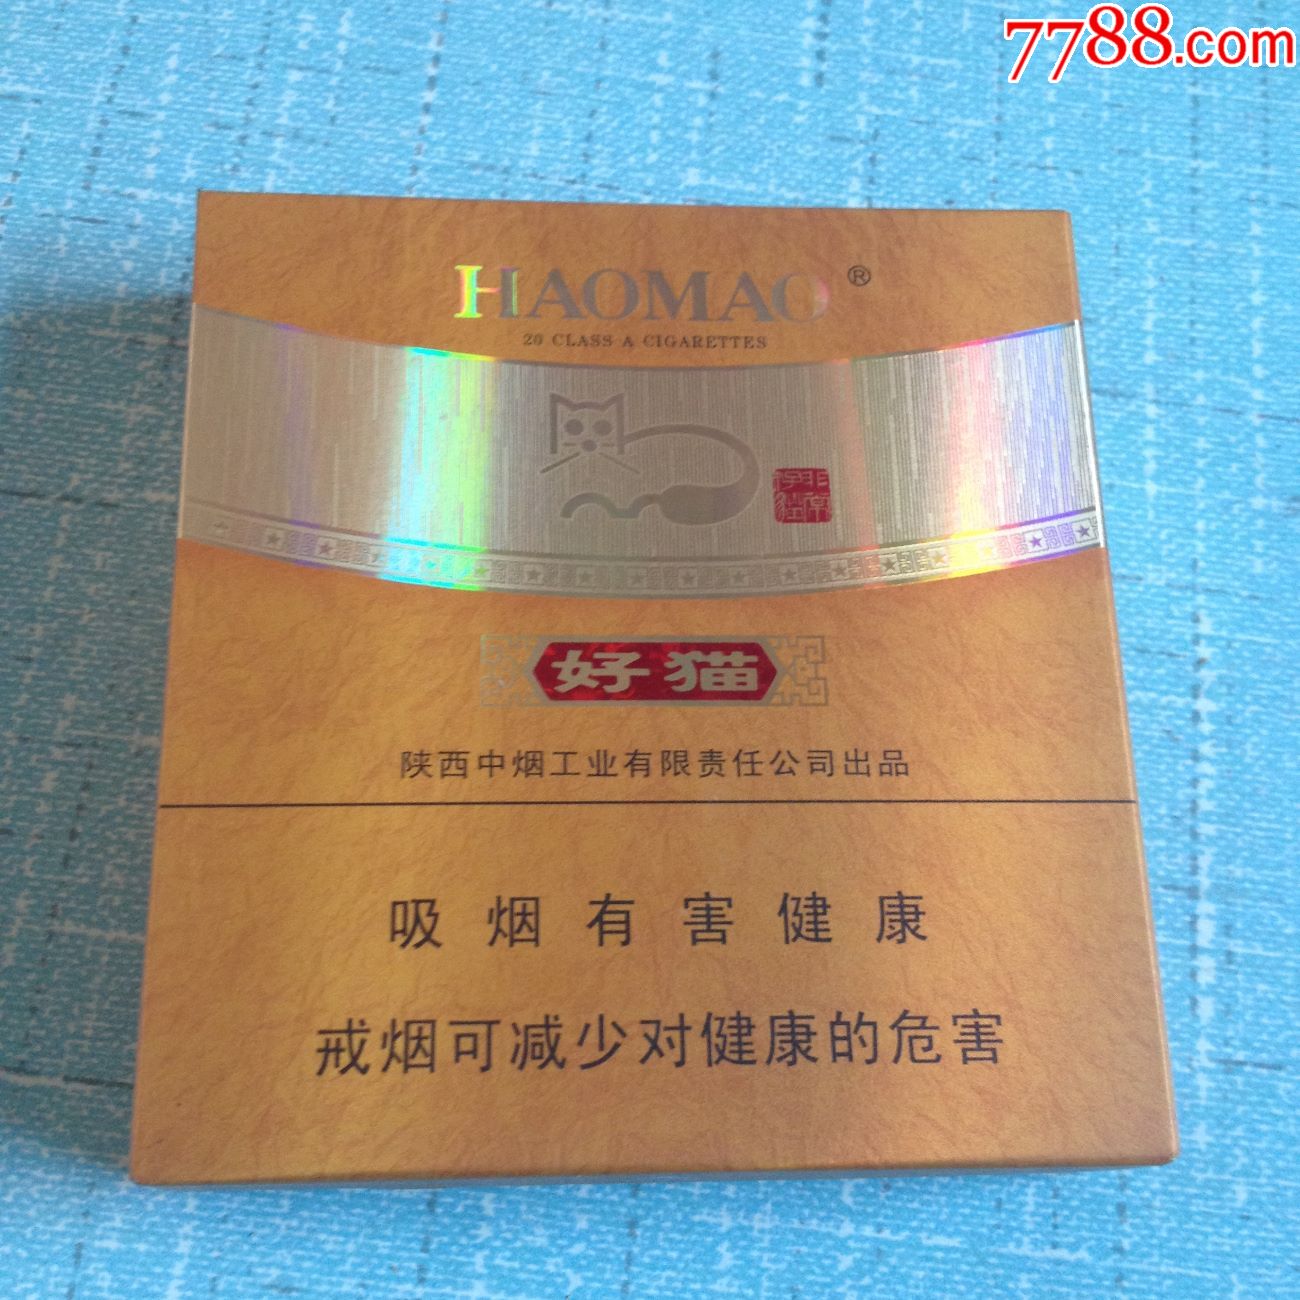 7788.com
HAOMAO ®
20 CLASS A CIGARETTES
好猫
陕西中烟工业有限责任公司出品
吸烟有害健康
戒烟可减少对健康的危害